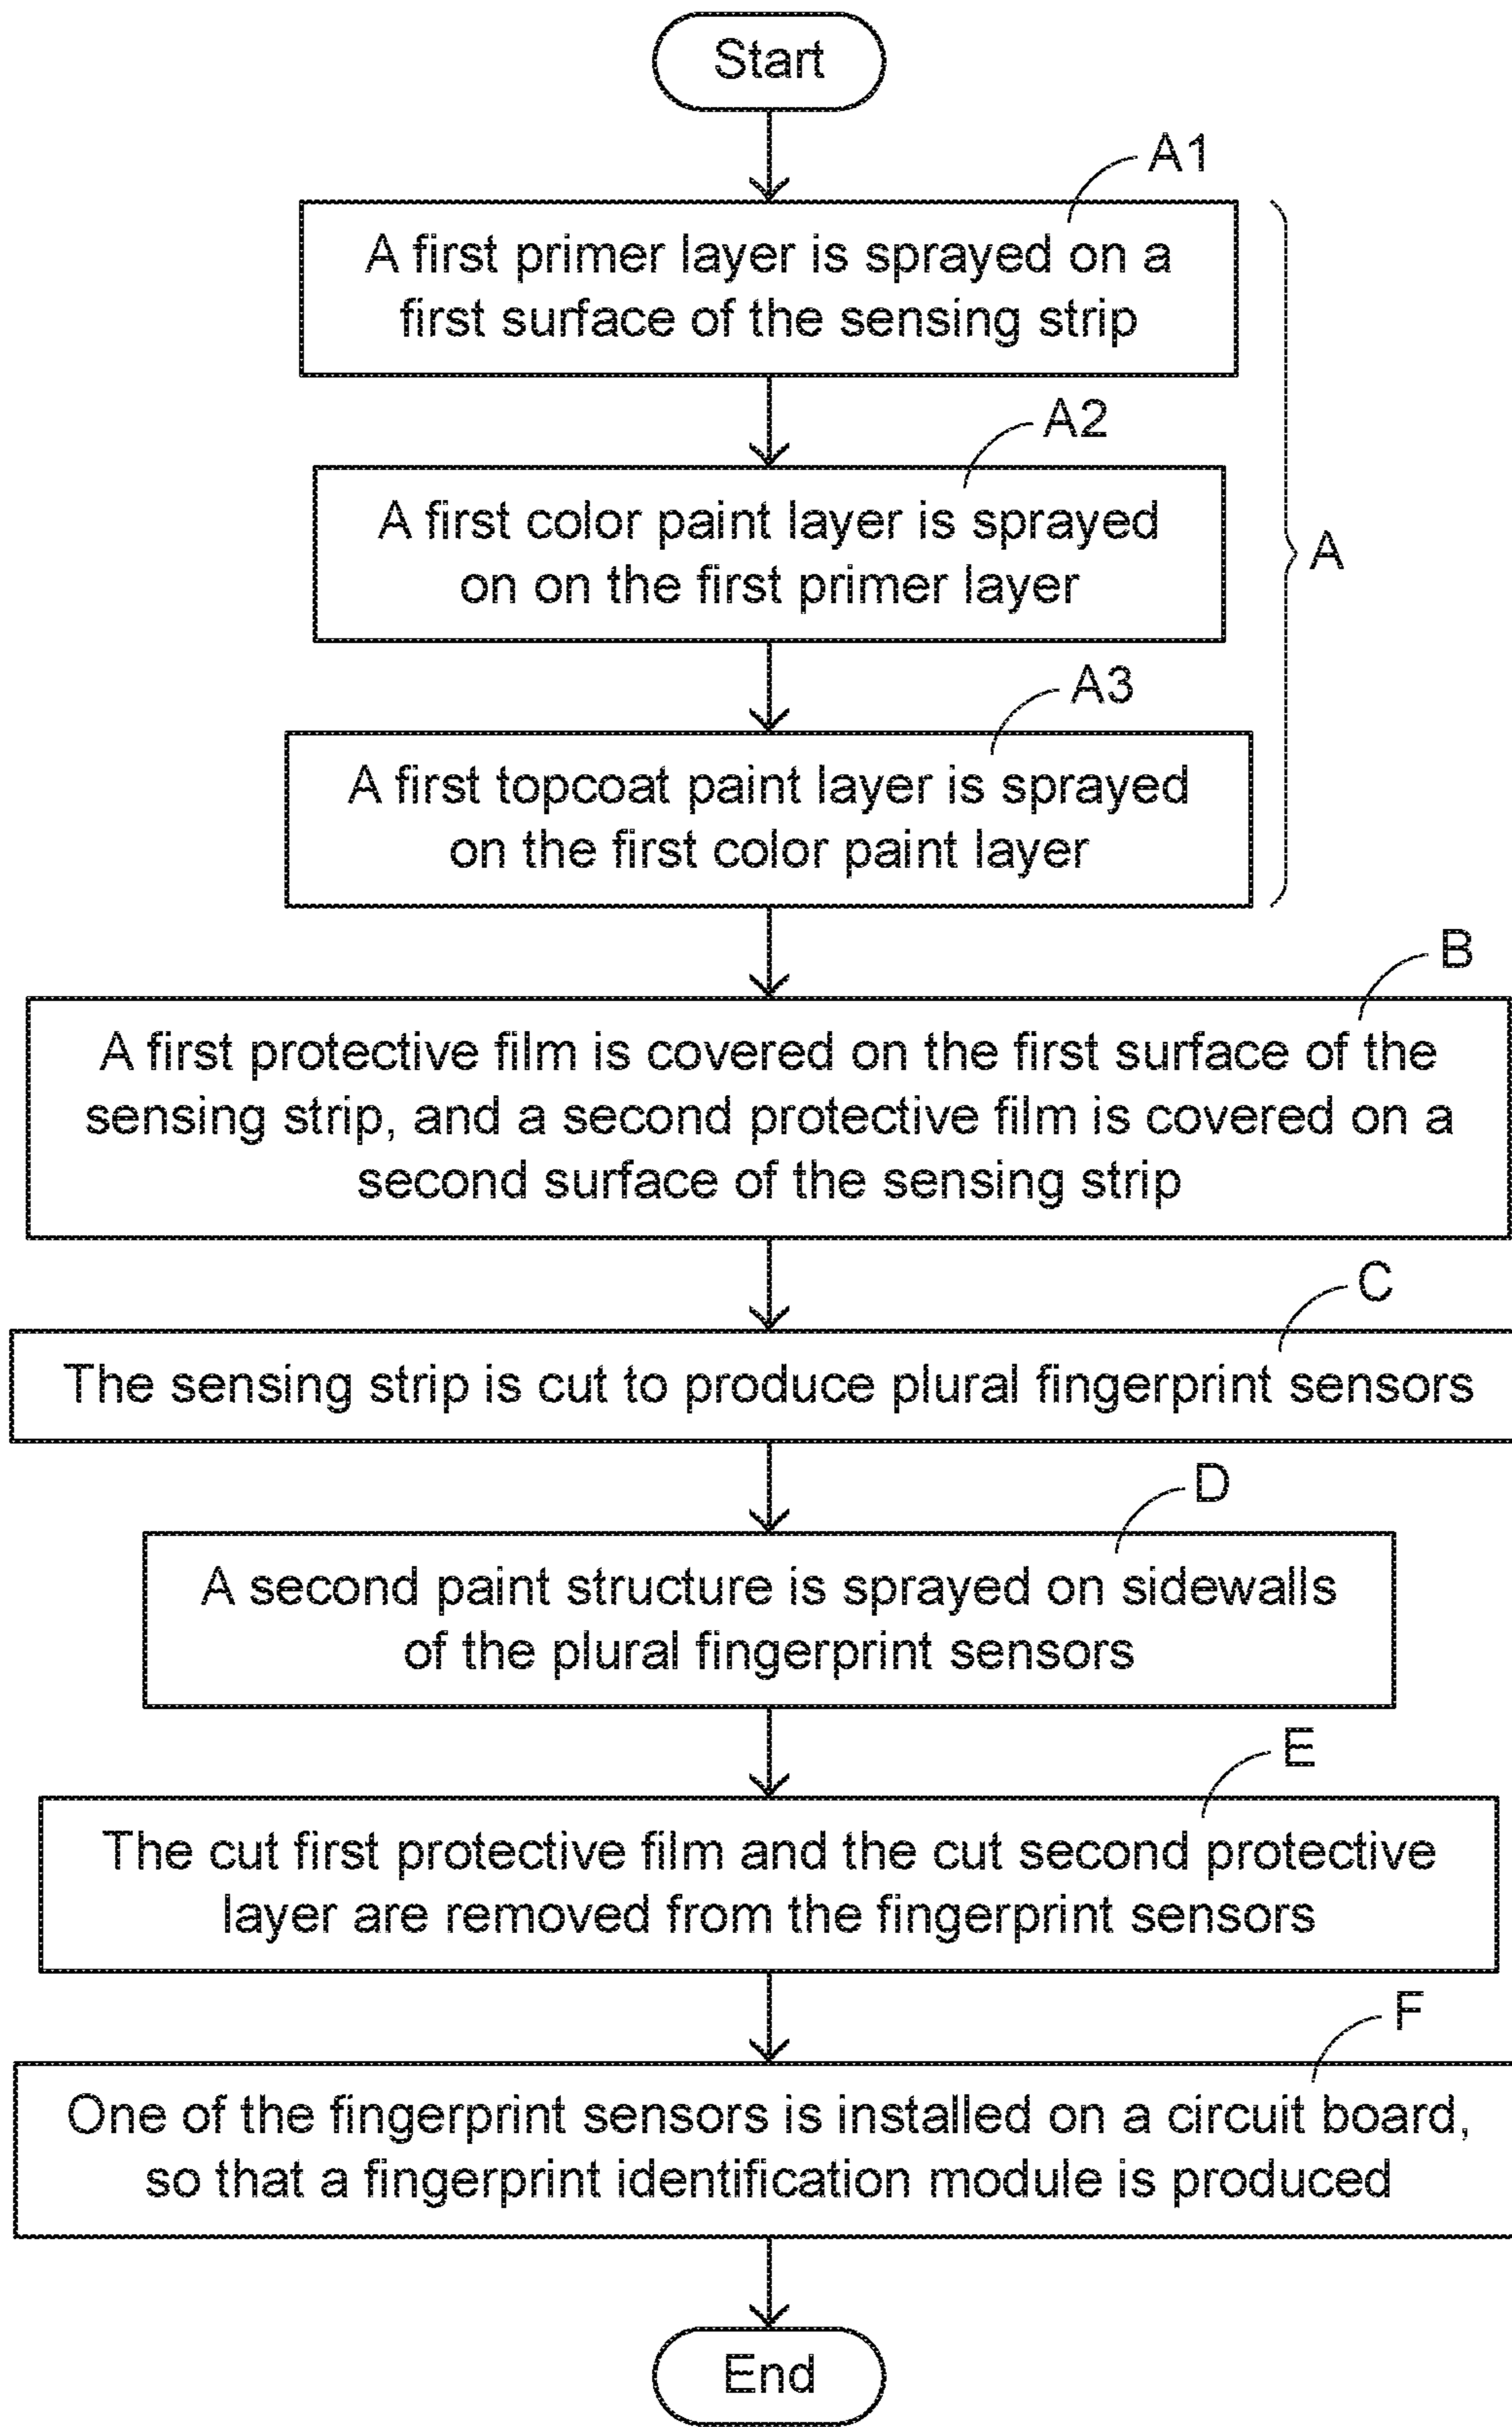 Start
A1
A first primer layer is sprayed on a
first surface of the sensing strip
A2
A first color paint layer is sprayed
on on the first primer layer
A
A3
A first topcoat paint layer is sprayed
on the first color paint layer
B
A first protective film is covered on the first surface of the
sensing strip, and a second protective film is covered on a
second surface of the sensing strip
C
The sensing strip is cut to produce plural fingerprint sensors
D
A second paint structure is sprayed on sidewalls
of the plural fingerprint sensors
E
The cut first protective film and the cut second protective
layer are removed from the fingerprint sensors
F
One of the fingerprint sensors is installed on a circuit board,
so that a fingerprint identification module is produced
End